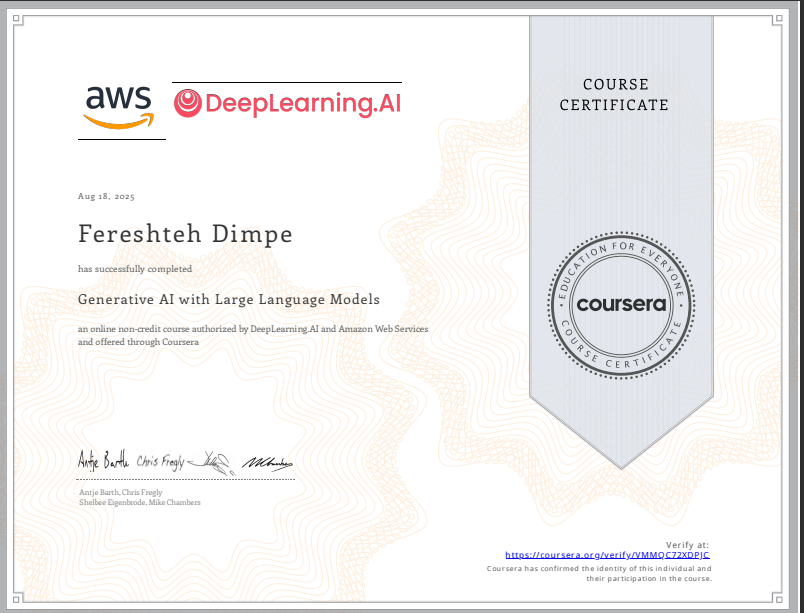 aws
DeepLearning.AI
COURSE
CERTIFICATE
Aug 18, 2025
Fereshteh Dimpe
has successfully completed
Generative AI with Large Language Models
an online non-credit course authorized by DeepLearning.AI and Amazon Web Services
and offered through Coursera
EDUCATION FOR EVERYONE
coursera
COURSE CERTIFICATE
Antje Barth Chris Fregly
Antje Barth, Chris Fregly
Shelbee Eigenbrode, Mike Chambers
Verify at:
https://coursera.org/verify/VMMQC72XDPJC
Coursera has confirmed the identity of this individual and
their participation in the course.